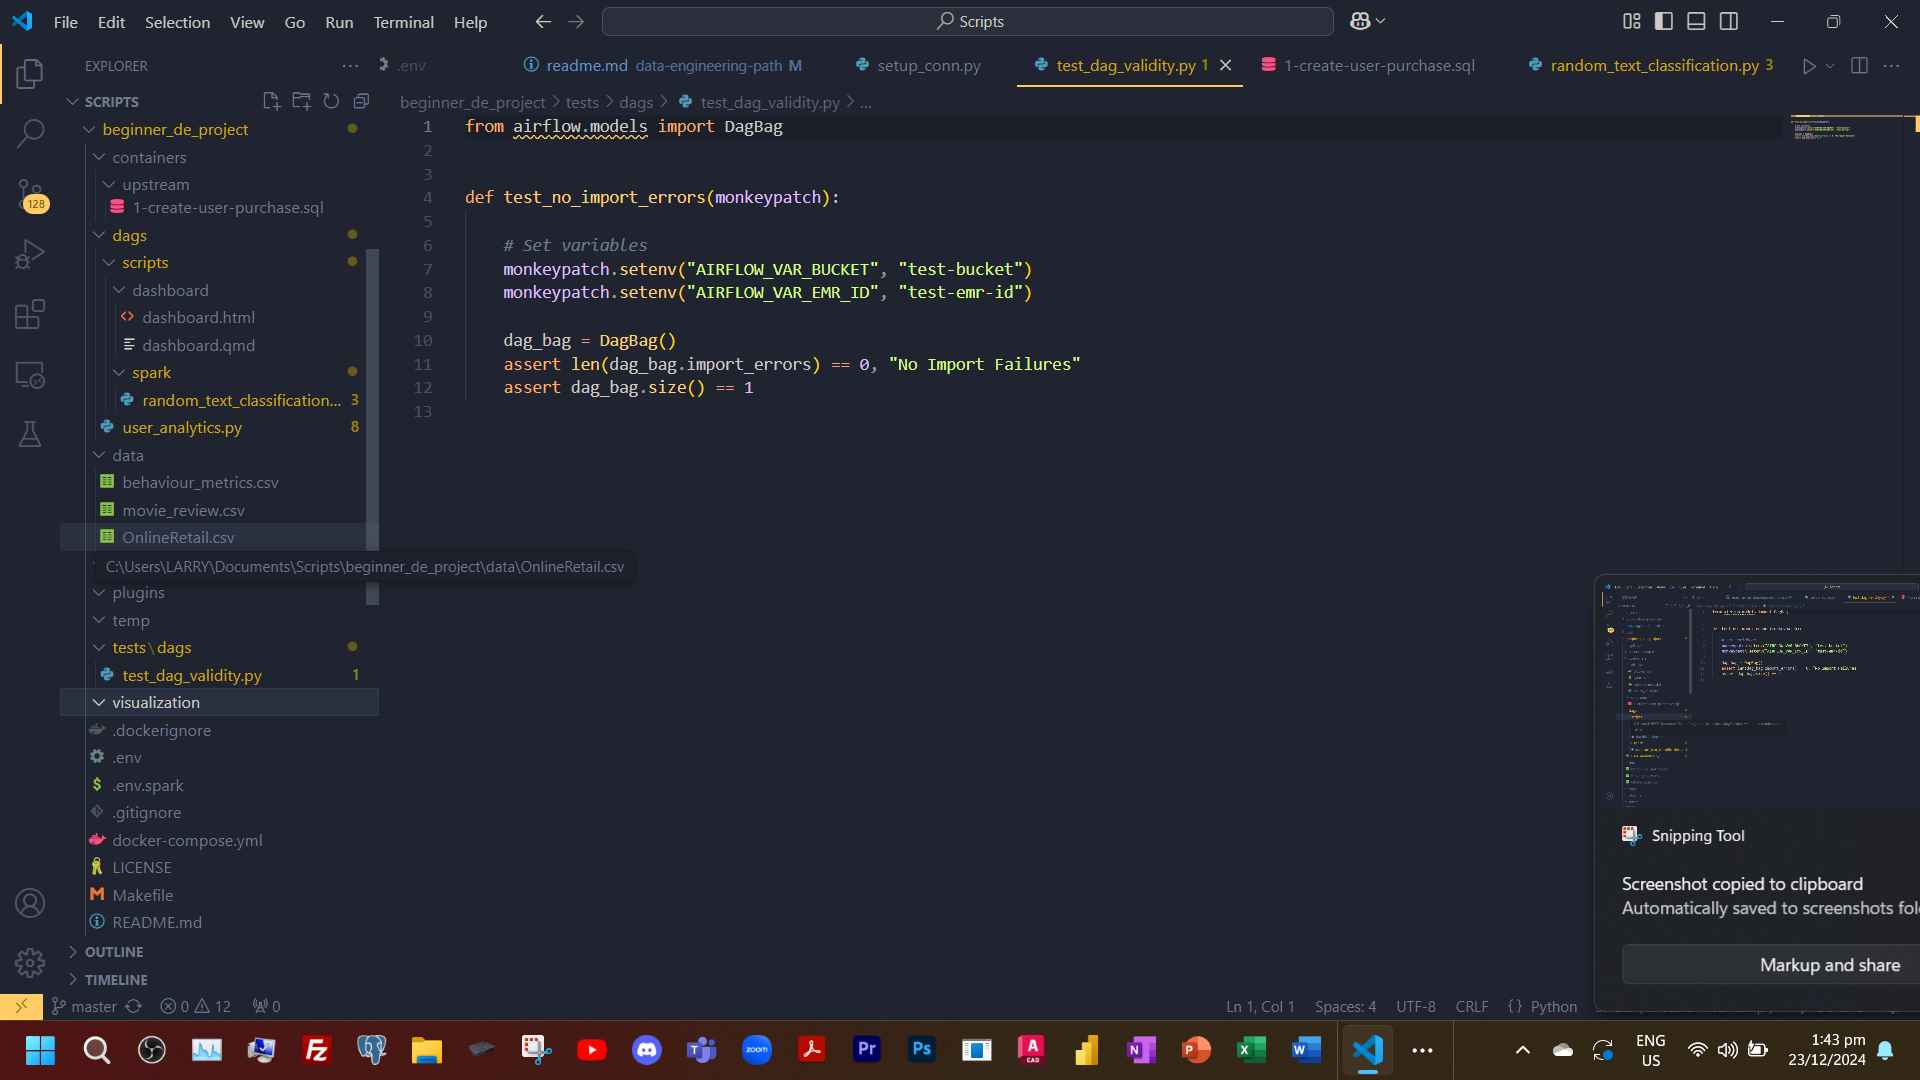 File Edit Selection View Go Run Terminal Help
Scripts
EXPLORER
.env
readme.md data-engineering-path M
setup_conn.py
test_dag_validity.py 1
1-create-user-purchase.sql
random_text_classification.py 3
SCRIPTS
beginner_de_project > tests > dags > test_dag_validity.py > ...
beginner_de_project
containers
upstream
1-create-user-purchase.sql
dags
scripts
dashboard
dashboard.html
dashboard.qmd
spark
random_text_classification... 3
user_analytics.py 8
data
behaviour_metrics.csv
movie_review.csv
OnlineRetail.csv
C:\Users\LARRY\Documents\Scripts\beginner_de_project\data\OnlineRetail.csv
plugins
temp
tests\dags
test_dag_validity.py 1
visualization
.dockerignore
.env
.env.spark
.gitignore
docker-compose.yml
LICENSE
Makefile
README.md
OUTLINE
TIMELINE
128
1 from airflow.models import DagBag
2
3
4 def test_no_import_errors(monkeypatch):
5
6 # Set variables
7 monkeypatch.setenv("AIRFLOW_VAR_BUCKET", "test-bucket")
8 monkeypatch.setenv("AIRFLOW_VAR_EMR_ID", "test-emr-id")
9
10 dag_bag = DagBag()
11 assert len(dag_bag.import_errors) == 0, "No Import Failures"
12 assert dag_bag.size() == 1
13
Snipping Tool
Screenshot copied to clipboard
Automatically saved to screenshots fol
Markup and share
master 0 12 0
Ln 1, Col 1 Spaces: 4 UTF-8 CRLF {} Python
Fz
zoom
Pr
Ps
A CAD
N
P
X
W
ENG
US
1:43 pm
23/12/2024